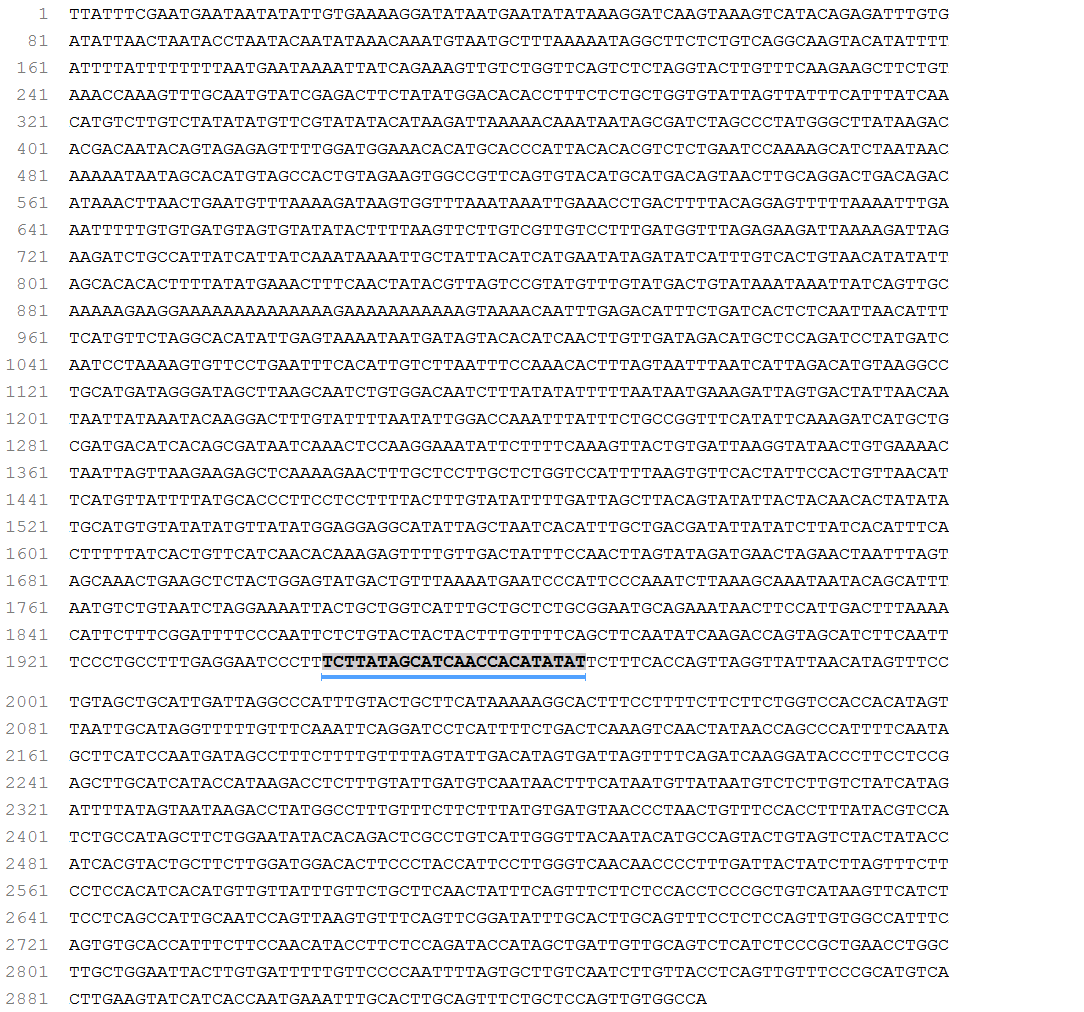 1 TTATTTCGAATGAATAATATATTGTGAAAAGGATATAATGAATATATAAAGGATCAAGTAAAGTCATACAGAGATTTGTG
81 ATATTAACTAATACCTAATACAATATAAACAAATGTAATGCTTTAAAAATAGGCTTCTCTGTCAGGCAAGTACATATTTT
161 ATTTTATTTTTTTTAATGAATAAAATTATCAGAAAGTTGTCTGGTTCAGTCTCTAGGTACTTGTTTCAAGAAGCTTCTGT
241 AAACCAAAGTTTGCAATGTATCGAGACTTCTATATGGACACACCTTTCTCTGCTGGTGTATTAGTTATTTCATTTATCAA
321 CATGTCTTGTCTATATATGTTCGTATATACATAAGATTAAAAACAAATAATAGCGATCTAGCCCTATGGGCTTATAAGAC
401 ACGACAATACAGTAGAGAGTTTTGGATGGAAACACATGCACCCATTACACACGTCTCTGAATCCAAAAGCATCTAATAAC
481 AAAAATAATAGCACATGTAGCCACTGTAGAAGTGGCCGTTCAGTGTACATGCATGACAGTAACTTGCAGGACTGACAGAC
561 ATAAACTTAACTGAATGTTTAAAAGATAAGTGGTTTAAATAAATTGAAACCTGACTTTTACAGGAGTTTTTAAAATTTGA
641 AATTTTTGTGTGATGTAGTGTATATACTTTTAAGTTCTTGTCGTTGTCCTTTGATGGTTTAGAGAAGATTAAAAGATTAG
721 AAGATCTGCCATTATCATTATCAAATAAAATTGCTATTACATCATGAATATAGATATCATTTGTCACTGTAACATATATT
801 AGCACACACTTTTATATGAAACTTTCAACTATACGTTAGTCCGTATGTTTGTATGACTGTATAAATAAATTATCAGTTGC
881 AAAAAGAAGGAAAAAAAAAAAAAAGAAAAAAAAAAAGTAAAACAATTTGAGACATTTCTGATCACTCTCAATTAACATTT
961 TCATGTTCTAGGCACATATTGAGTAAAATAATGATAGTACACATCAACTTGTTGATAGACATGCTCCAGATCCTATGATC
1041 AATCCTAAAAGTGTTCCTGAATTTCACATTGTCTTAATTTCCAAACACTTTAGTAATTTAATCATTAGACATGTAAGGCC
1121 TGCATGATAGGGATAGCTTAAGCAATCTGTGGACAATCTTTATATATTTTTAATAATGAAAGATTAGTGACTATTAACAA
1201 TAATTATAAATACAAGGACTTTGTATTTTAATATTGGACCAAATTTATTTCTGCCGGTTTCATATTCAAAGATCATGCTG
1281 CGATGACATCACAGCGATAATCAAACTCCAAGGAAATATTCTTTTCAAAGTTACTGTGATTAAGGTATAACTGTGAAAAC
1361 TAATTAGTTAAGAAGAGCTCAAAAGAACTTTGCTCCTTGCTCTGGTCCATTTTAAGTGTTCACTATTCCACTGTTAACAT
1441 TCATGTTATTTTATGCACCCTTCCTCCTTTTACTTTGTATATTTTGATTAGCTTACAGTATATTACTACAACACTATATA
1521 TGCATGTGTATATATGTTATATGGAGGAGGCATATTAGCTAATCACATTTGCTGACGATATTATATCTTATCACATTTCA
1601 CTTTTTATCACTGTTCATCAACACAAAGAGTTTTGTTGACTATTTCCAACTTAGTATAGATGAACTAGAACTAATTTAGT
1681 AGCAAACTGAAGCTCTACTGGAGTATGACTGTTTAAAATGAATCCCATTCCCAAATCTTAAAGCAAATAATACAGCATTT
1761 AATGTCTGTAATCTAGGAAAATTACTGCTGGTCATTTGCTGCTCTGCGGAATGCAGAAATAACTTCCATTGACTTTAAAA
1841 CATTCTTTCGGATTTTCCCAATTCTCTGTACTACTACTTTGTTTTCAGCTTCAATATCAAGACCAGTAGCATCTTCAATT
1921 TCCCTGCCTTTGAGGAATCCCTTTCTTATAGCATCAACCACATATATTCTTTCACCAGTTAGGTTATTAACATAGTTTCC
2001 TGTAGCTGCATTGATTAGGCCCATTTGTACTGCTTCATAAAAAGGCACTTTCCTTTTCTTCTTCTGGTCCACCACATAGT
2081 TAATTGCATAGGTTTTTGTTTCAAATTCAGGATCCTCATTTTCTGACTCAAAGTCAACTATAACCAGCCCATTTTCAATA
2161 GCTTCATCCAATGATAGCCTTTCTTTTGTTTTAGTATTGACATAGTGATTAGTTTTCAGATCAAGGATACCCTTCCTCCG
2241 AGCTTGCATCATACCATAAGACCTCTTTGTATTGATGTCAATAACTTTCATAATGTTATAATGTCTCTTGTCTATCATAG
2321 ATTTTATAGTAATAAGACCTATGGCCTTTGTTTCTTCTTTATGTGATGTAACCCTAACTGTTTCCACCTTTATACGTCCA
2401 TCTGCCATAGCTTCTGGAATATACACAGACTCGCCTGTCATTGGGTTACAATACATGCCAGTACTGTAGTCTACTATACC
2481 ATCACGTACTGCTTCTTGGATGGACACTTCCCTACCATTCCTTGGGTCAACAACCCCTTTGATTACTATCTTAGTTTCTT
2561 CCTCCACATCACATGTTGTTATTTGTTCTGCTTCAACTATTTCAGTTTCTTCTCCACCTCCCGCTGTCATAAGTTCATCT
2641 TCCTCAGCCATTGCAATCCAGTTAAGTGTTTCAGTTCGGATATTTGCACTTGCAGTTTCCTCTCCAGTTGTGGCCATTTC
2721 AGTGTGCACCATTTCTTCCAACATACCTTCTCCAGATACCATAGCTGATTGTTGCAGTCTCATCTCCCGCTGAACCTGGC
2801 TTGCTGGAATTACTTGTGATTTTTGTTCCCCAATTTTAGTGCTTGTCAATCTTGTTACCTCAGTTGTTTCCCGCATGTCA
2881 CTTGAAGTATCATCACCAATGAAATTTGCACTTGCAGTTTCTGCTCCAGTTGTGGCCA